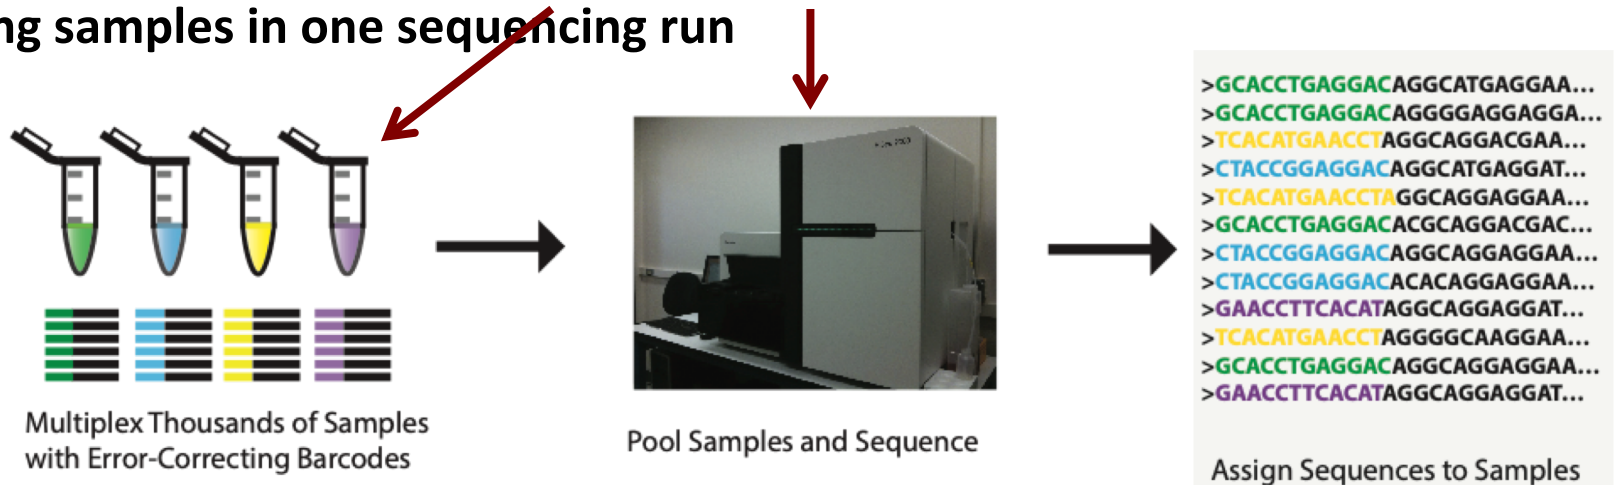 ng samples in one sequencing run
>GCACCTGAGGACAGGCATGAGGAA...
>GCACCTGAGGACAGGGGAGGAGGA...
>TCACATGAACCTAGGCAGGACGAA...
>CTACCGGAGGACAGGCATGAGGAT...
>TCACATGAACCTAGGCAGGAGGAA...
>GCACCTGAGGACACGCAGGACGAC...
>CTACCGGAGGACAGGCAGGAGGAA...
>CTACCGGAGGACACACAGGAGGAA...
>GAACCTTCACATAGGCAGGAGGAT...
>TCACATGAACCTAGGGGCAAGGAA...
>GCACCTGAGGACAGGCAGGAGGAA...
>GAACCTTCACATAGGCAGGAGGAT...
Multiplex Thousands of Samples
with Error-Correcting Barcodes
Pool Samples and Sequence
Assign Sequences to Samples